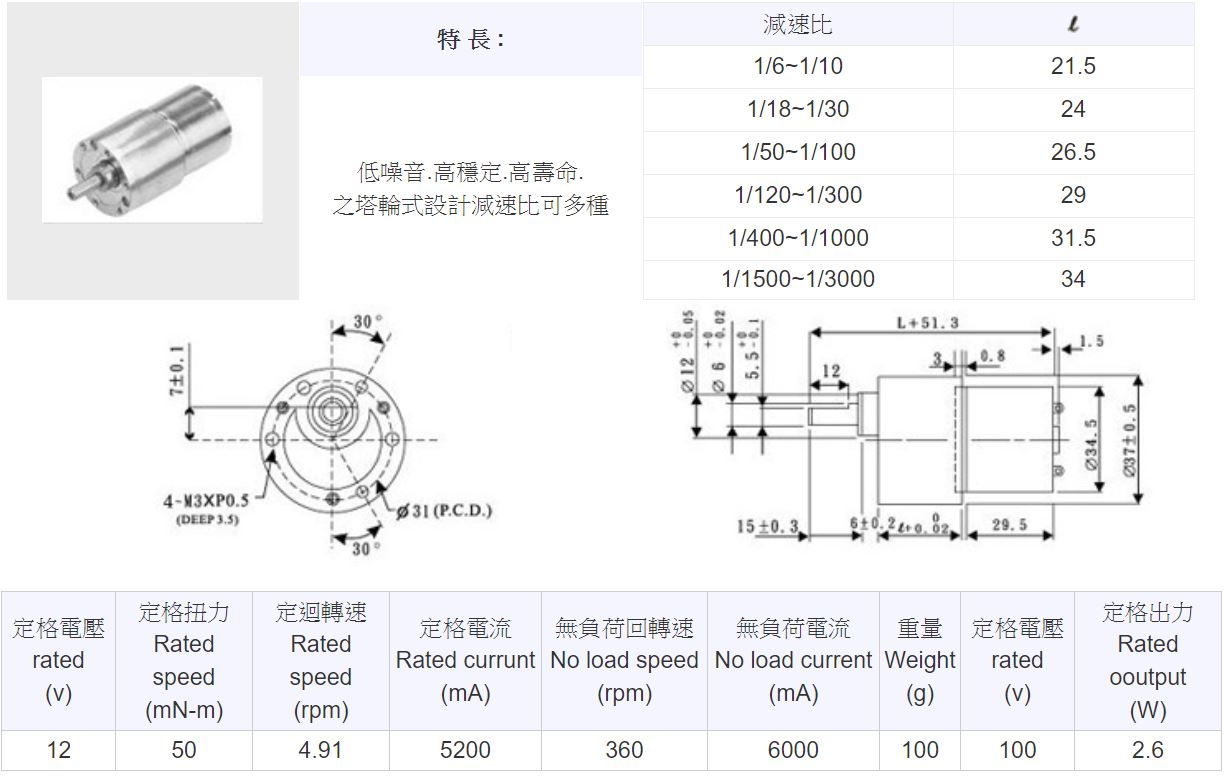 特 長 :
低噪音.高穩定.高壽命.
之塔輪式設計減速比可多種
減速比 ℓ
1/6~1/10 21.5
1/18~1/30 24
1/50~1/100 26.5
1/120~1/300 29
1/400~1/1000 31.5
1/1500~1/3000 34
30°
7±0.1
4-M3XP0.5
(DEEP 3.5)
ø31(P.C.D.)
30°
L+51.3
1.5
Ø12 +0 -0.05
Ø 6 +0 -0.02
5.5 +0 -0.1
12
3
0.8
Ø34.5
Ø37±0.5
15±0.3
6±0.2
ℓ+0.02 0
29.5
定格電壓
rated
(v)
定格扭力
Rated
speed
(mN-m)
定迴轉速
Rated
speed
(rpm)
定格電流
Rated currunt
(mA)
無負荷回轉速
No load speed
(rpm)
無負荷電流
No load current
(mA)
重量
Weight
(g)
定格電壓
rated
(v)
定格出力
Rated
ooutput
(W)
12 50 4.91 5200 360 6000 100 100 2.6